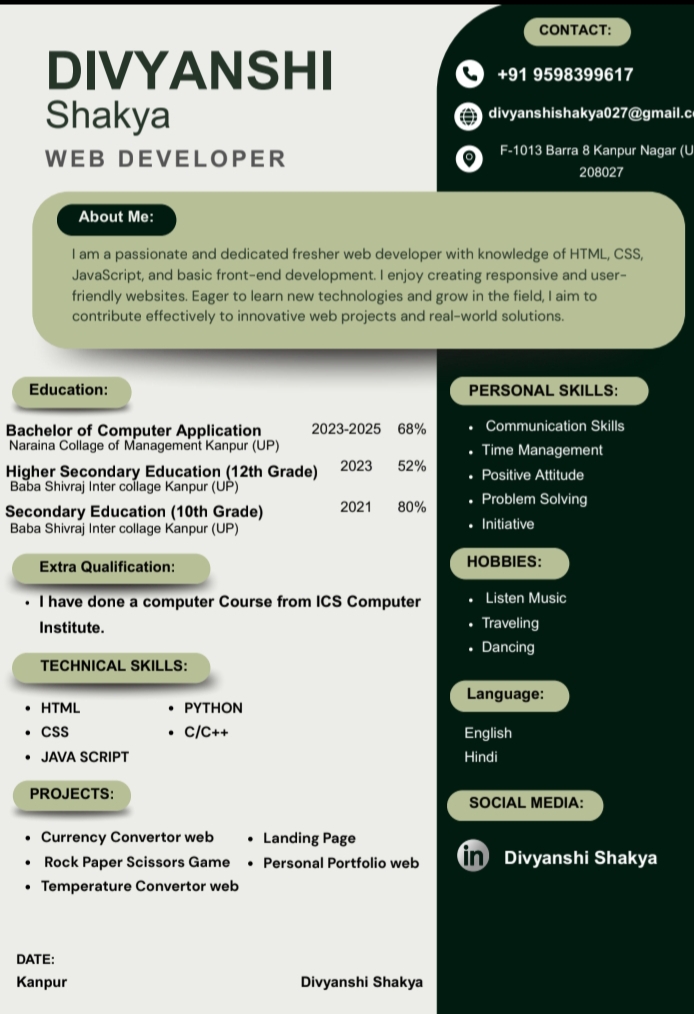 DIVYANSHI
Shakya
WEB DEVELOPER
CONTACT:
+91 9598399617
divyanshishakya027@gmail.c
F-1013 Barra 8 Kanpur Nagar (U
208027
About Me:
I am a passionate and dedicated fresher web developer with knowledge of HTML, CSS,
JavaScript, and basic front-end development. I enjoy creating responsive and user-
friendly websites. Eager to learn new technologies and grow in the field, I aim to
contribute effectively to innovative web projects and real-world solutions.
Education:
Bachelor of Computer Application 2023-2025 68%
Naraina Collage of Management Kanpur (UP)
Higher Secondary Education (12th Grade) 2023 52%
Baba Shivraj Inter collage Kanpur (UP)
Secondary Education (10th Grade) 2021 80%
Baba Shivraj Inter collage Kanpur (UP)
Extra Qualification:
• I have done a computer Course from ICS Computer
Institute.
TECHNICAL SKILLS:
• HTML
• CSS
• JAVA SCRIPT
• PYTHON
• C/C++
PROJECTS:
• Currency Convertor web
• Rock Paper Scissors Game
• Temperature Convertor web
• Landing Page
• Personal Portfolio web
DATE:
Kanpur
Divyanshi Shakya
PERSONAL SKILLS:
• Communication Skills
• Time Management
• Positive Attitude
• Problem Solving
• Initiative
HOBBIES:
• Listen Music
• Traveling
• Dancing
Language:
English
Hindi
SOCIAL MEDIA:
in
Divyanshi Shakya